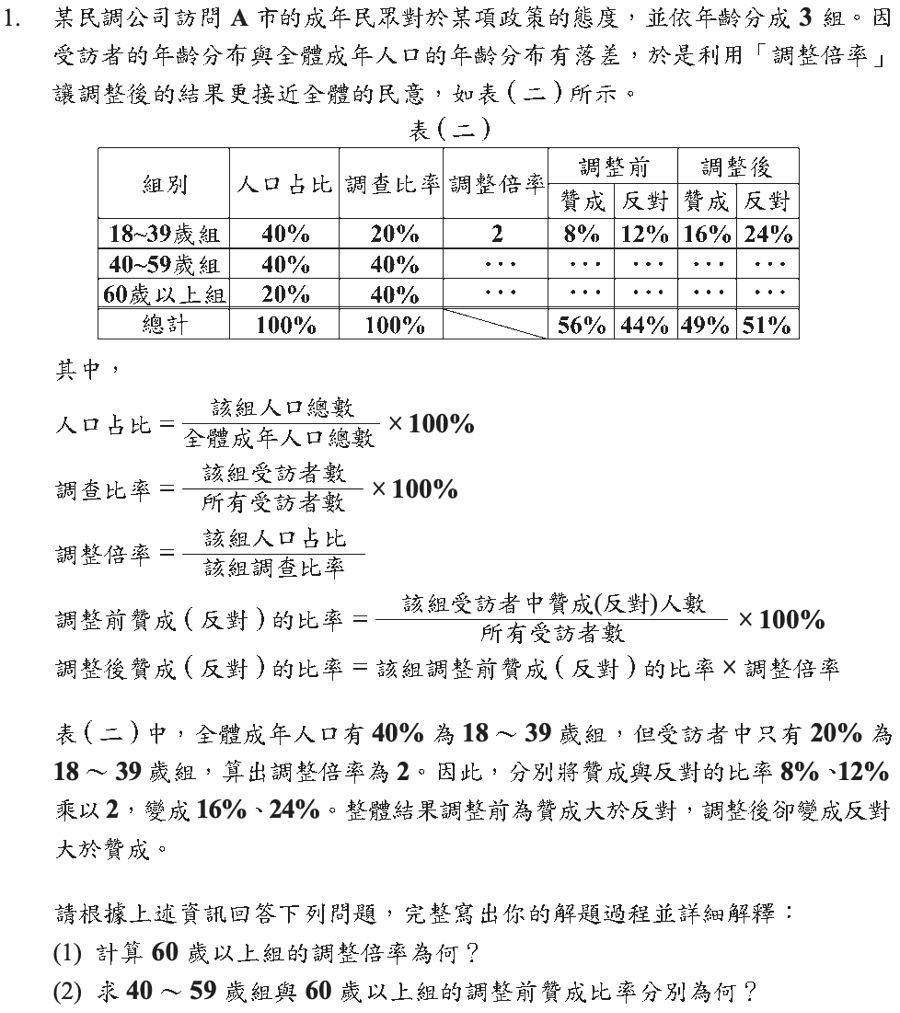 1. 某民調公司訪問 A 市的成年民眾對於某項政策的態度，並依年齡分成 3 組。因
受訪者的年齡分布與全體成年人口的年齡分布有落差，於是利用「調整倍率」
讓調整後的結果更接近全體的民意，如表(二)所示。
表(二)
組別 人口占比 調查比率 調整倍率 調整前 調整後
贊成 反對 贊成 反對
18~39歲組 40% 20% 2 8% 12% 16% 24%
40~59歲組 40% 40% … … … … …
60歲以上組 20% 40% … … … … …
總計 100% 100% 56% 44% 49% 51%
其中，
人口占比 = 該組人口總數 / 全體成年人口總數 × 100%
調查比率 = 該組受訪者數 / 所有受訪者數 × 100%
調整倍率 = 該組人口占比 / 該組調查比率
調整前贊成(反對)的比率 = 該組受訪者中贊成(反對)人數 / 所有受訪者數 × 100%
調整後贊成(反對)的比率 = 該組調整前贊成(反對)的比率 × 調整倍率
表(二)中，全體成年人口有 40% 為 18 ～ 39 歲組，但受訪者中只有 20% 為
18 ～ 39 歲組，算出調整倍率為 2。因此，分別將贊成與反對的比率 8%、12%
乘以 2，變成 16%、24%。整體結果調整前為贊成大於反對，調整後卻變成反對
大於贊成。
請根據上述資訊回答下列問題，完整寫出你的解題過程並詳細解釋：
(1) 計算 60 歲以上組的調整倍率為何？
(2) 求 40 ～ 59 歲組與 60 歲以上組的調整前贊成比率分別為何？